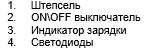 1. Штепсель
2. ON\OFF выключатель
3. Индикатор зарядки
4. Светодиоды